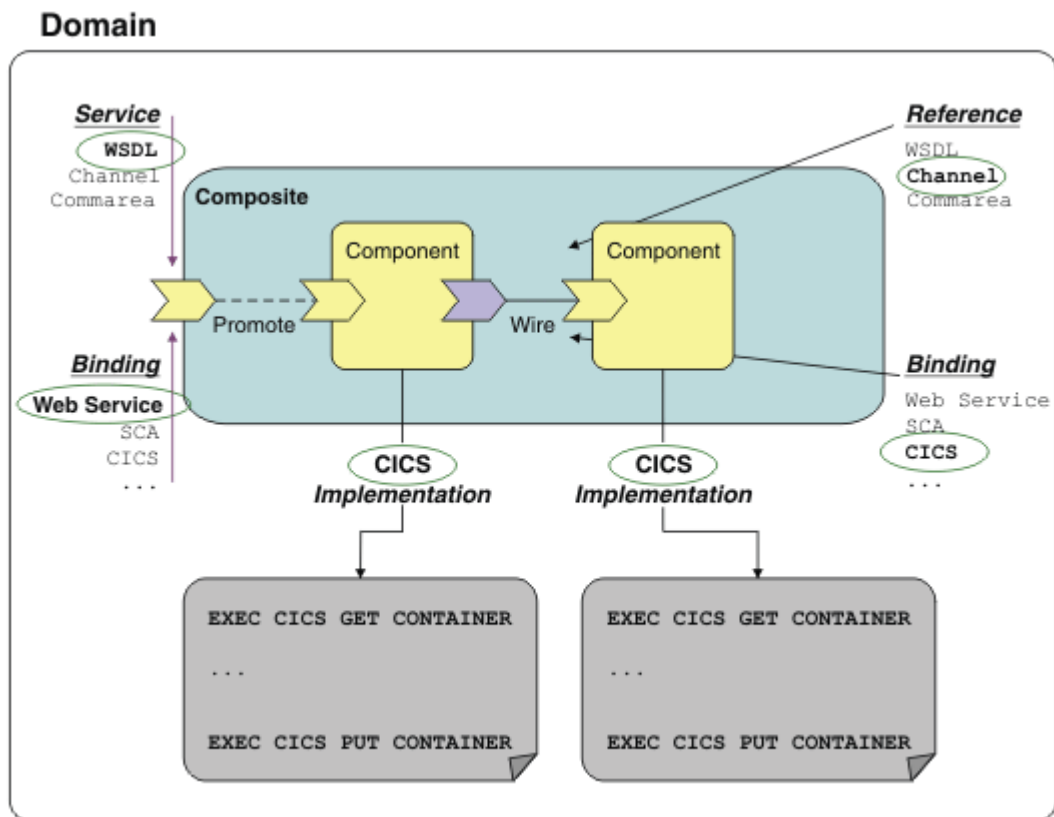 Domain
Service
WSDL
Channel
Commarea
Reference
WSDL
Channel
Commarea
Composite
Component
Component
Promote
Wire
Binding
Web Service
SCA
CICS
...
Binding
Web Service
SCA
CICS
...
CICS
Implementation
CICS
Implementation
EXEC CICS GET CONTAINER
...
EXEC CICS PUT CONTAINER
EXEC CICS GET CONTAINER
...
EXEC CICS PUT CONTAINER